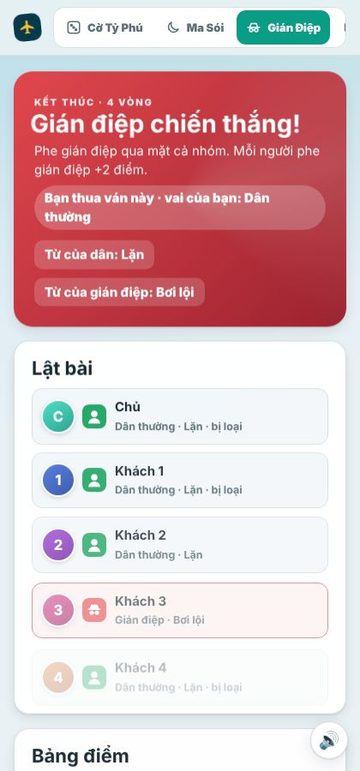 Cờ Tỷ Phú
Ma Sói
Gián Điệp
KẾT THÚC · 4 VÒNG
Gián điệp chiến thắng!
Phe gián điệp qua mặt cả nhóm. Mỗi người phe
gián điệp +2 điểm.
Bạn thua ván này · vai của bạn: Dân
thường
Từ của dân: Lặn
Từ của gián điệp: Bơi lội
Lật bài
C
Chủ
Dân thường · Lặn · bị loại
1
Khách 1
Dân thường · Lặn · bị loại
2
Khách 2
Dân thường · Lặn
3
Khách 3
Gián điệp · Bơi lội
4
Khách 4
Dân thường · Lặn · bị loại
Bảng điểm